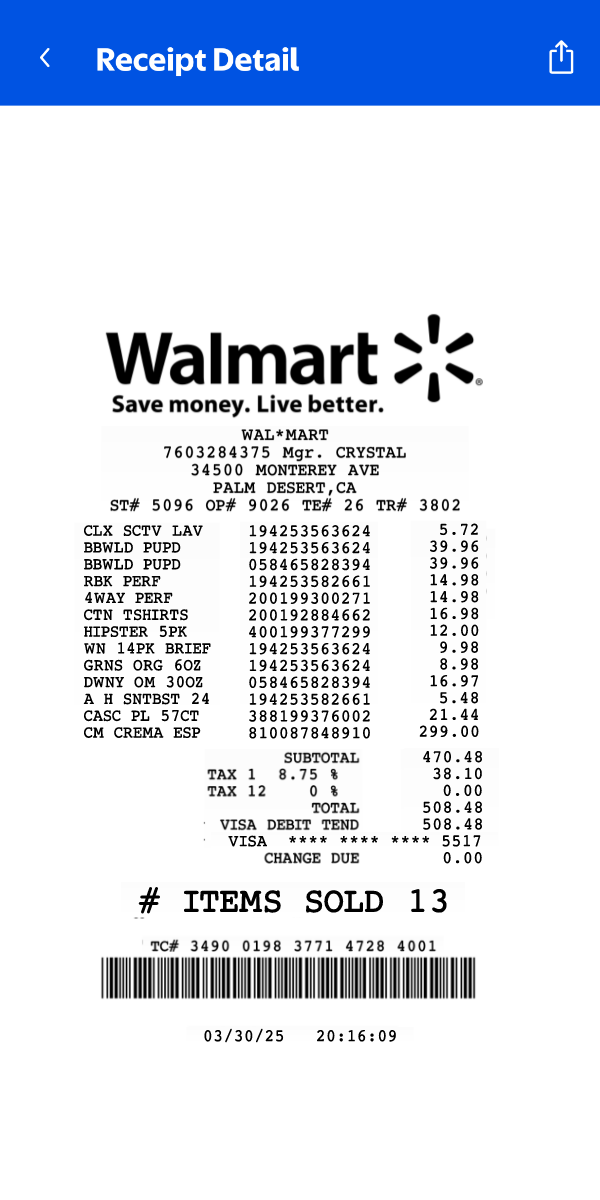 Receipt Detail
Walmart
Save money. Live better.
WAL*MART
7603284375 Mgr. CRYSTAL
34500 MONTEREY AVE
PALM DESERT,CA
ST# 5096 OP# 9026 TE# 26 TR# 3802
CLX SCTV LAV 194253563624 5.72
BBWLD PUPD 194253563624 39.96
BBWLD PUPD 058465828394 39.96
RBK PERF 194253582661 14.98
4WAY PERF 200199300271 14.98
CTN TSHIRTS 200192884662 16.98
HIPSTER 5PK 400199377299 12.00
WN 14PK BRIEF 194253563624 9.98
GRNS ORG 6OZ 194253563624 8.98
DWNY OM 30OZ 058465828394 16.97
A H SNTBST 24 194253582661 5.48
CASC PL 57CT 388199376002 21.44
CM CREMA ESP 810087848910 299.00
SUBTOTAL 470.48
TAX 1 8.75 % 38.10
TAX 12 0 % 0.00
TOTAL 508.48
VISA DEBIT TEND 508.48
VISA **** **** **** 5517
CHANGE DUE 0.00
# ITEMS SOLD 13
TC# 3490 0198 3771 4728 4001
03/30/25 20:16:09